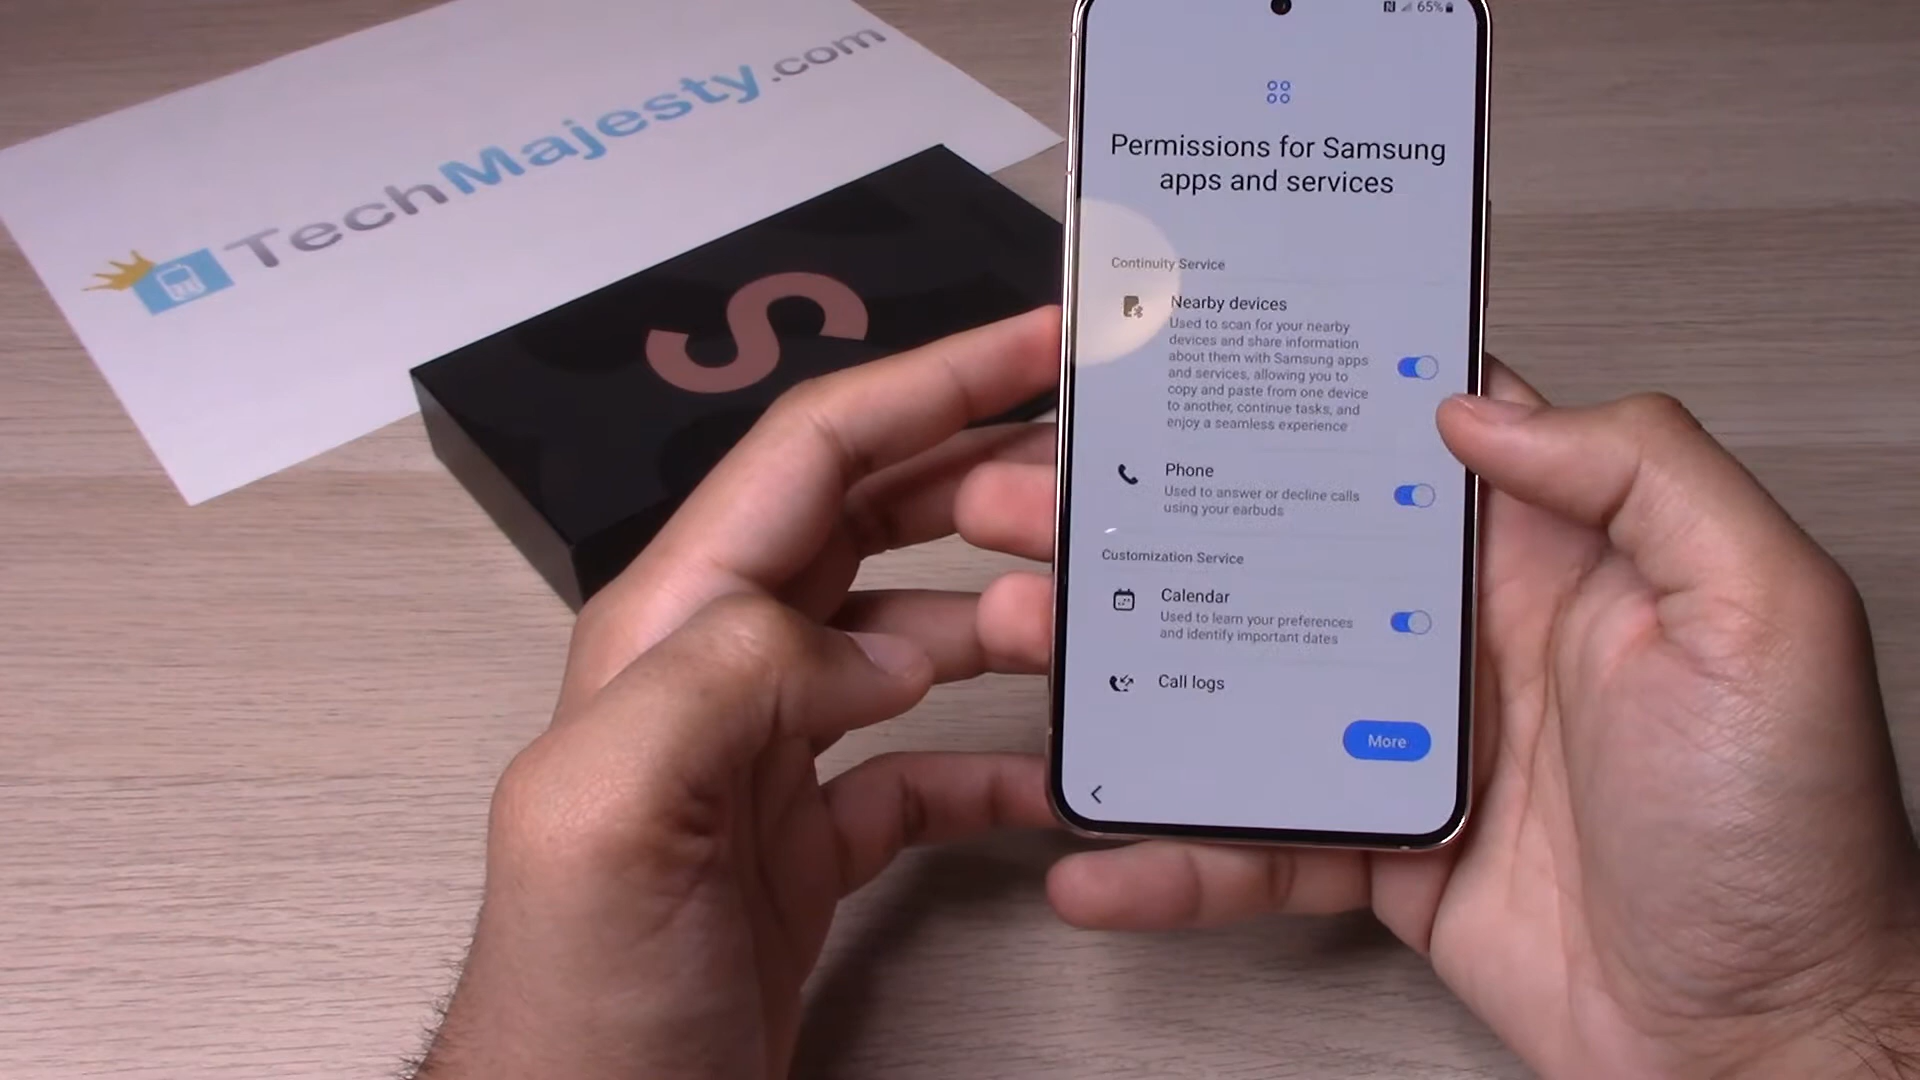 TechMajesty.com
S
65%
Permissions for Samsung
apps and services
Continuity Service
Nearby devices
Used to scan for your nearby
devices and share information
about them with Samsung apps
and services, allowing you to
copy and paste from one device
to another, continue tasks, and
enjoy a seamless experience
Phone
Used to answer or decline calls
using your earbuds
Customization Service
Calendar
Used to learn your preferences
and identify important dates
Call logs
More